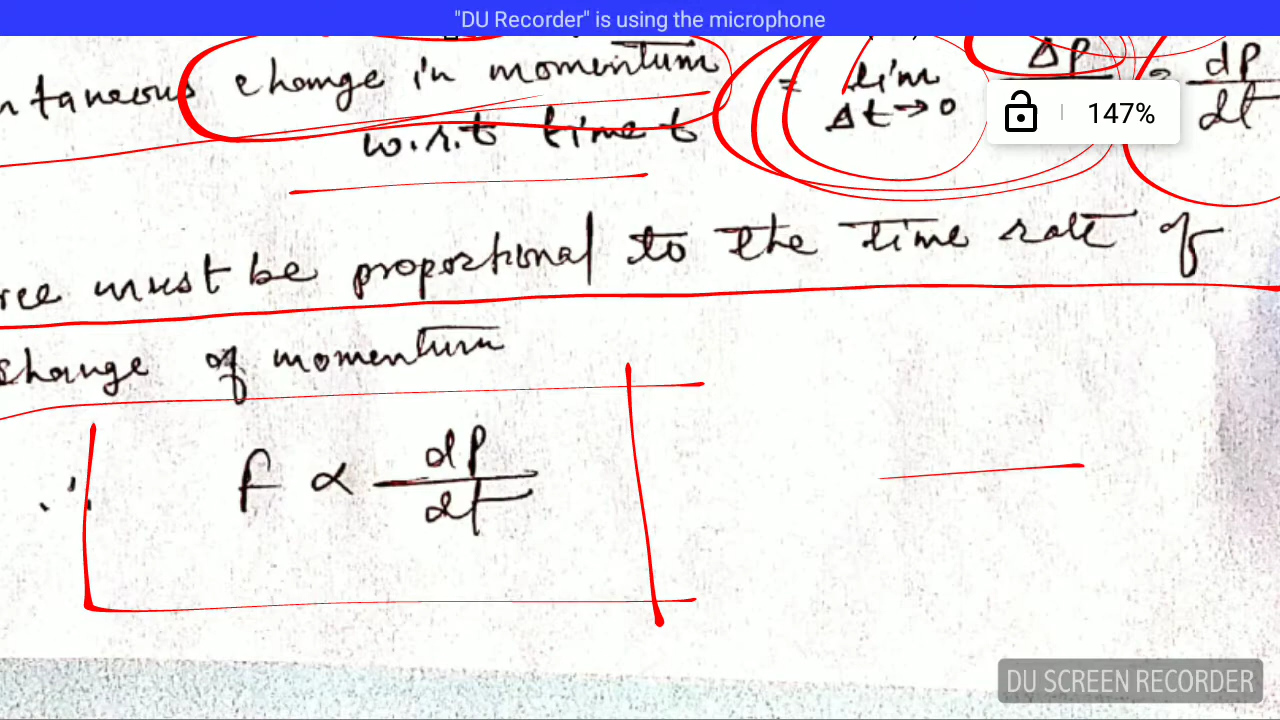 "DU Recorder" is using the microphone
ntaneous change in momentum = lim Δp = dp
w.r.t time t Δt→0 dt
147%
rce must be proportional to the time rate of
change of momentum
∴ F ∝ dp
dt
DU SCREEN RECORDER